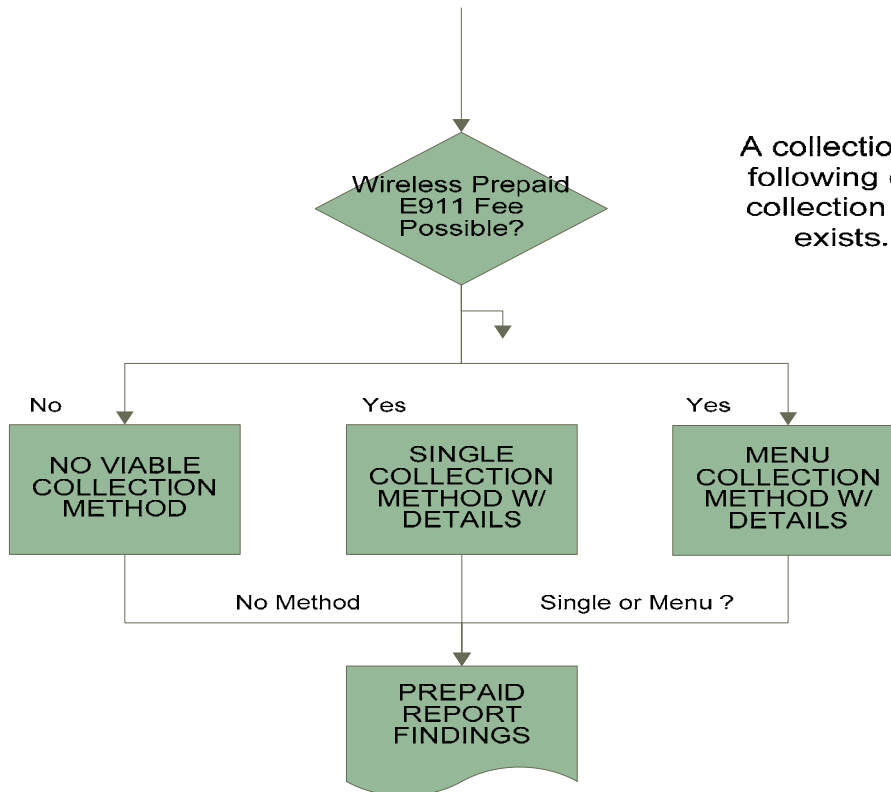 Wireless Prepaid
E911 Fee
Possible?
A collectio
following
collection
exists.
No
Yes
Yes
NO VIABLE
COLLECTION
METHOD
SINGLE
COLLECTION
METHOD W/
DETAILS
MENU
COLLECTION
METHOD W/
DETAILS
No Method
Single or Menu ?
PREPAID
REPORT
FINDINGS